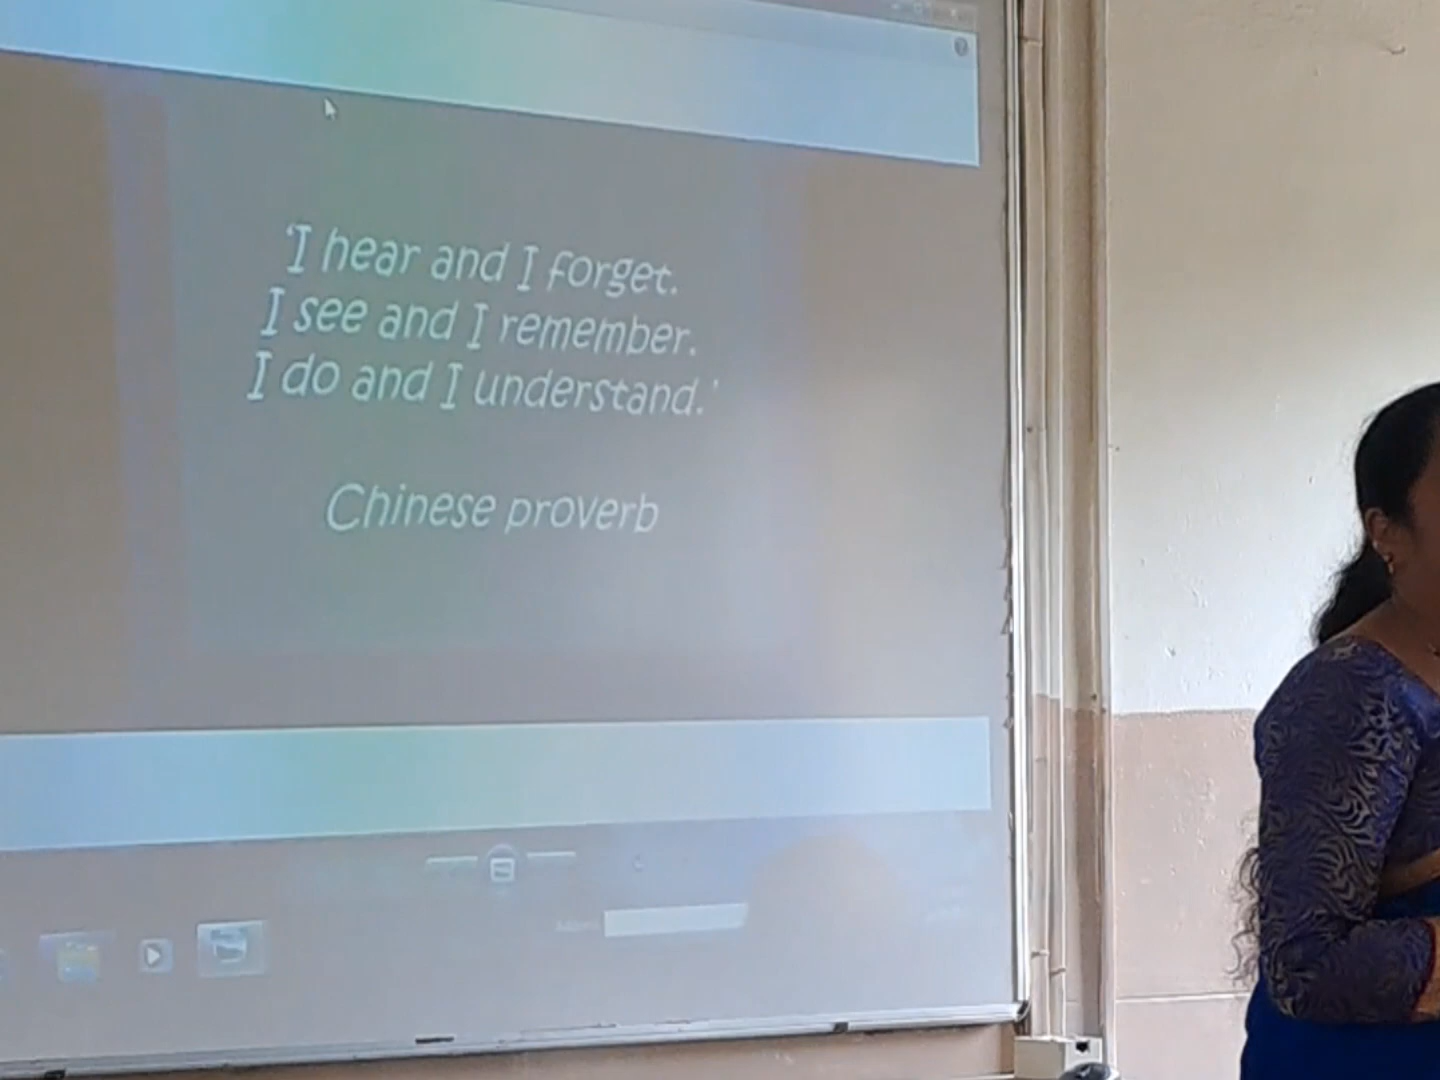 ‘I hear and I forget.
I see and I remember.
I do and I understand.’
Chinese proverb